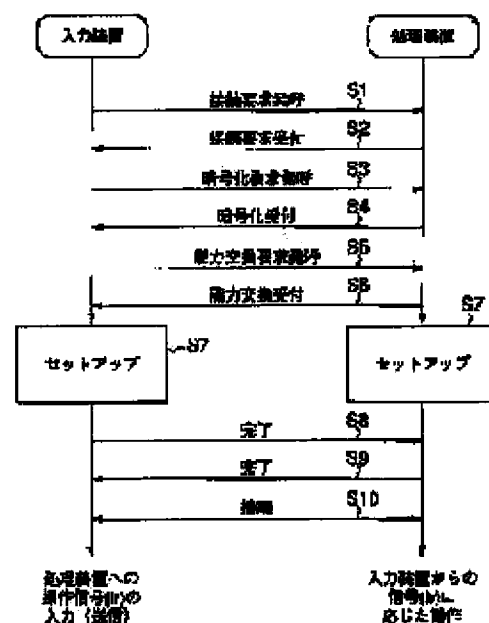 入力装置
処理装置
接続要求発呼
S1
接続要求受付
S2
暗号化要求発呼
S3
暗号化受付
S4
能力交換要求発呼
S5
能力交換受付
S6
S7
セットアップ
S7
セットアップ
完了
S8
完了
S9
S10
処理装置への
操作信号(Ir)の
入力（送信）
入力装置からの
信号(Ir)に
応じた動作